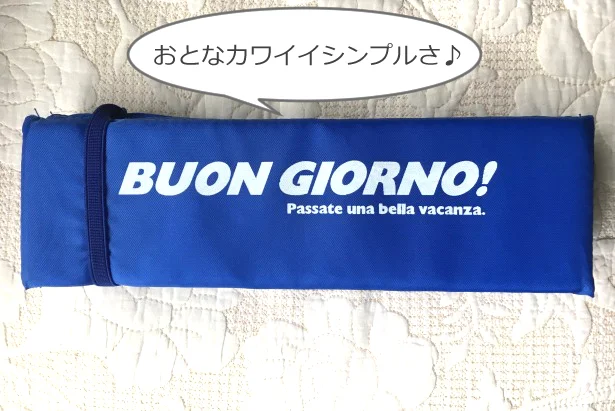 おとなカワイイシンプルさ♪
BUON GIORNO!
Passate una bella vacanza.